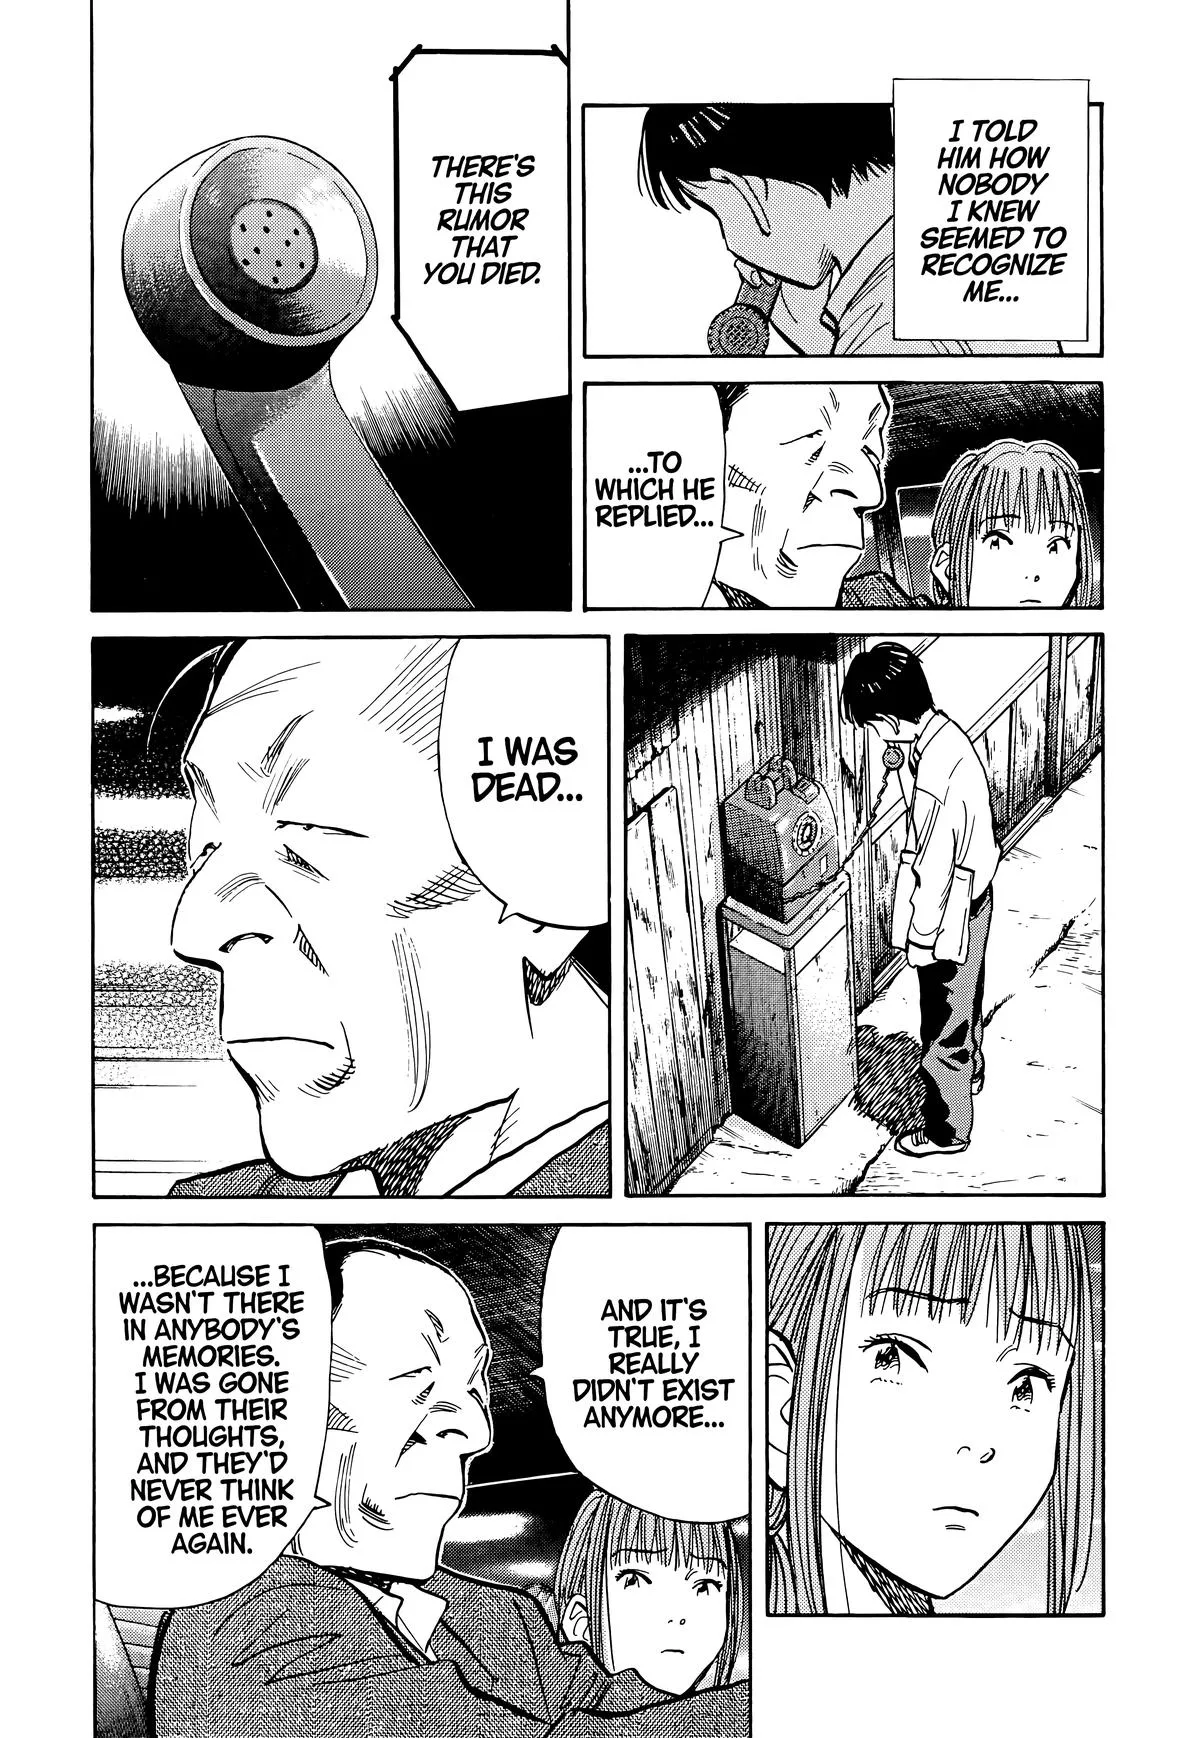 I TOLD
HIM HOW
NOBODY
I KNEW
SEEMED TO
RECOGNIZE
ME...
...TO
WHICH HE
REPLIED...
THERE'S
THIS
RUMOR
THAT
YOU DIED.
I WAS
DEAD...
AND IT'S
TRUE, I
REALLY
DIDN'T EXIST
ANYMORE...
...BECAUSE I
WASN'T THERE
IN ANYBODY'S
MEMORIES.
I WAS GONE
FROM THEIR
THOUGHTS,
AND THEY'D
NEVER THINK
OF ME EVER
AGAIN.